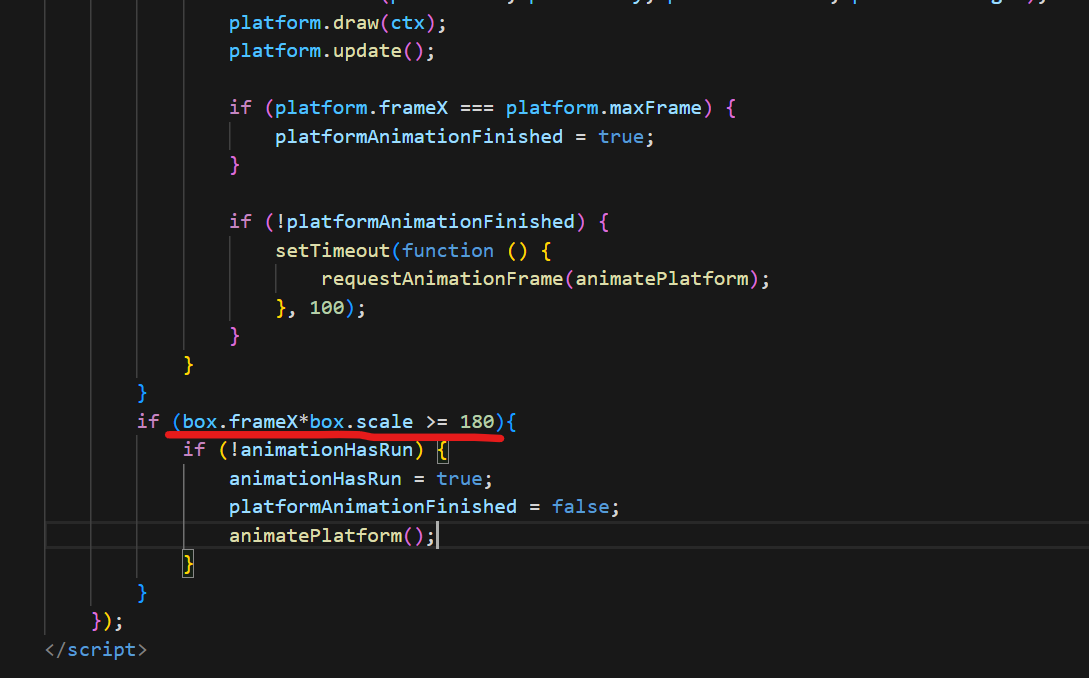 platform.draw(ctx);
platform.update();
if (platform.frameX === platform.maxFrame) {
platformAnimationFinished = true;
}
if (!platformAnimationFinished) {
setTimeout(function () {
requestAnimationFrame(animatePlatform);
}, 100);
}
}
}
if (box.frameX*box.scale >= 180){
if (!animationHasRun) {
animationHasRun = true;
platformAnimationFinished = false;
animatePlatform();
}
}
});
</script>